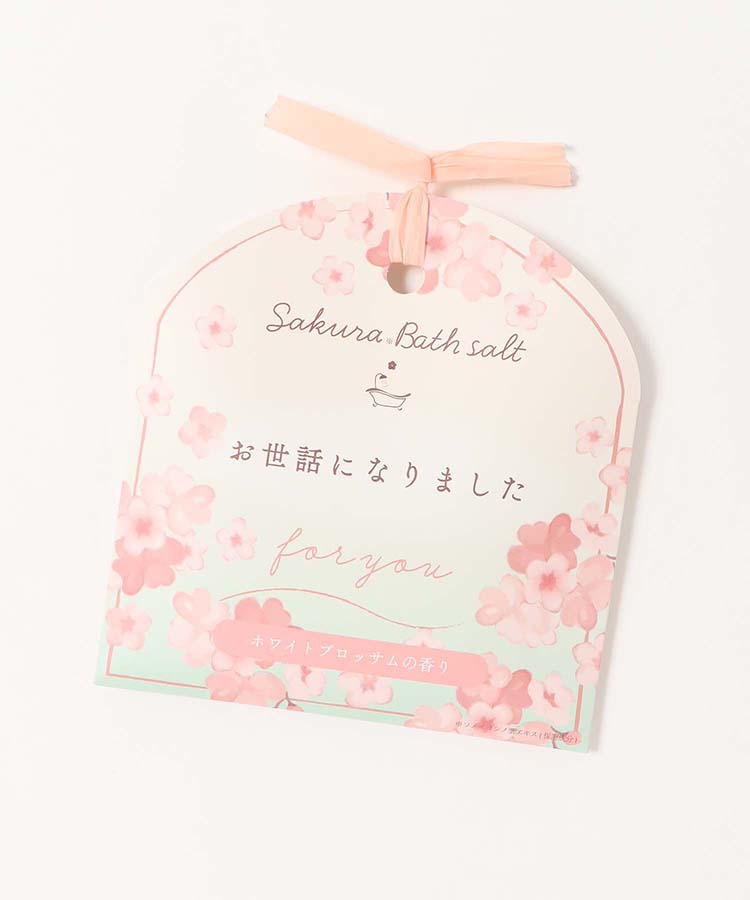 Sakura※Bath salt
お世話になりました
for you
ホワイトブロッサムの香り